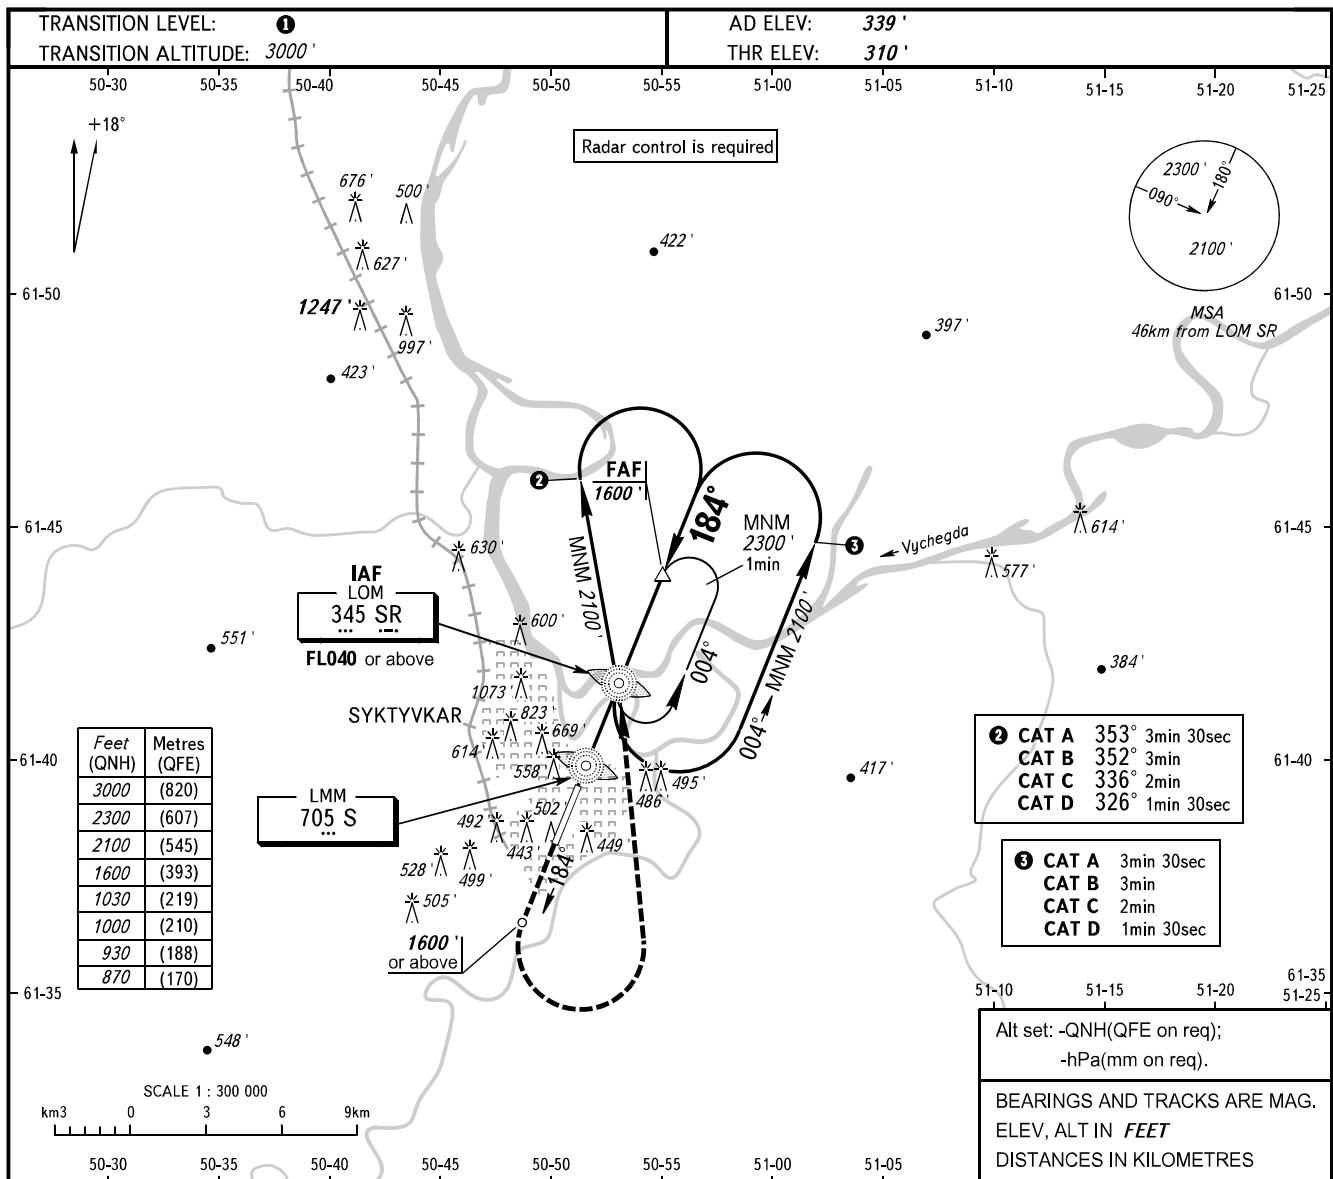 TRANSITION LEVEL: ❶
TRANSITION ALTITUDE: 3000 '
AD ELEV: 339 '
THR ELEV: 310 '
50-30 50-35 50-40 50-45 50-50 50-55 51-00 51-05 51-10 51-15 51-20 51-25
+18°
Radar control is required
2300 '
180°
090°
2100 '
MSA
46km from LOM SR
676 '
500 '
627 '
422 '
61-50
61-50
1247 '
997 '
397 '
423 '
❷
FAF
1600 '
184°
MNM
2300 '
1min
❸
MNM 2100'
MNM 2100'
004°
004°
Vychegda
61-45
61-45
614 '
577 '
630 '
IAF
LOM
345 SR
FL040 or above
600 '
551 '
384 '
1073 '
SYKTYVKAR
823 '
669 '
614 '
558 '
61-40
61-40
417 '
495 '
486 '
LMM
705 S
492 '
502 '
443 '
449 '
528 '
499 '
505 '
184°
1600 '
or above
Feet (QNH) Metres (QFE)
3000 (820)
2300 (607)
2100 (545)
1600 (393)
1030 (219)
1000 (210)
930 (188)
870 (170)
❷ CAT A 353° 3min 30sec
CAT B 352° 3min
CAT C 336° 2min
CAT D 326° 1min 30sec
❸ CAT A 3min 30sec
CAT B 3min
CAT C 2min
CAT D 1min 30sec
61-35
61-35
51-10 51-15 51-20 51-25
548 '
SCALE 1 : 300 000
km3 0 3 6 9km
50-30 50-35 50-40 50-45 50-50 50-55 51-00 51-05
Alt set: -QNH(QFE on req);
-hPa(mm on req).
BEARINGS AND TRACKS ARE MAG.
ELEV, ALT IN FEET
DISTANCES IN KILOMETRES